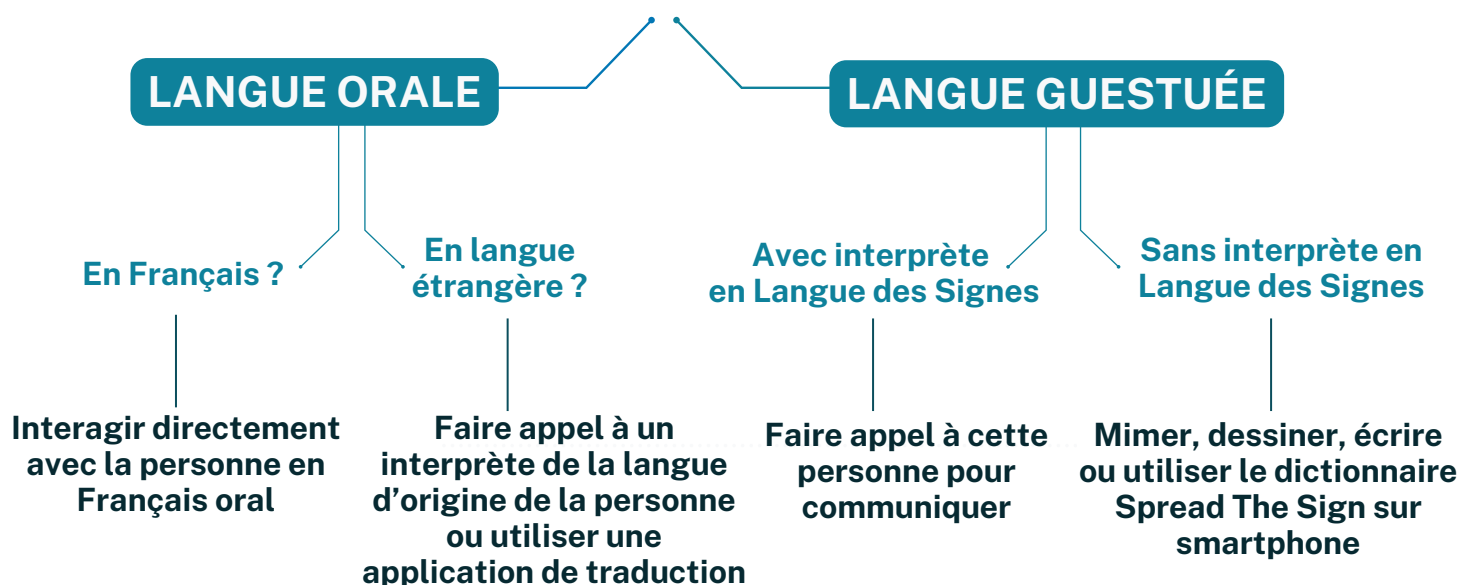 LANGUE ORALE
LANGUE GUESTUÉE
En Français ?
En langue
étrangère ?
Avec interprète
en Langue des Signes
Sans interprète en
Langue des Signes
Interagir directement
avec la personne en
Français oral
Faire appel à un
interprète de la langue
d’origine de la personne
ou utiliser une
application de traduction
Faire appel à cette
personne pour
communiquer
Mimer, dessiner, écrire
ou utiliser le dictionnaire
Spread The Sign sur
smartphone